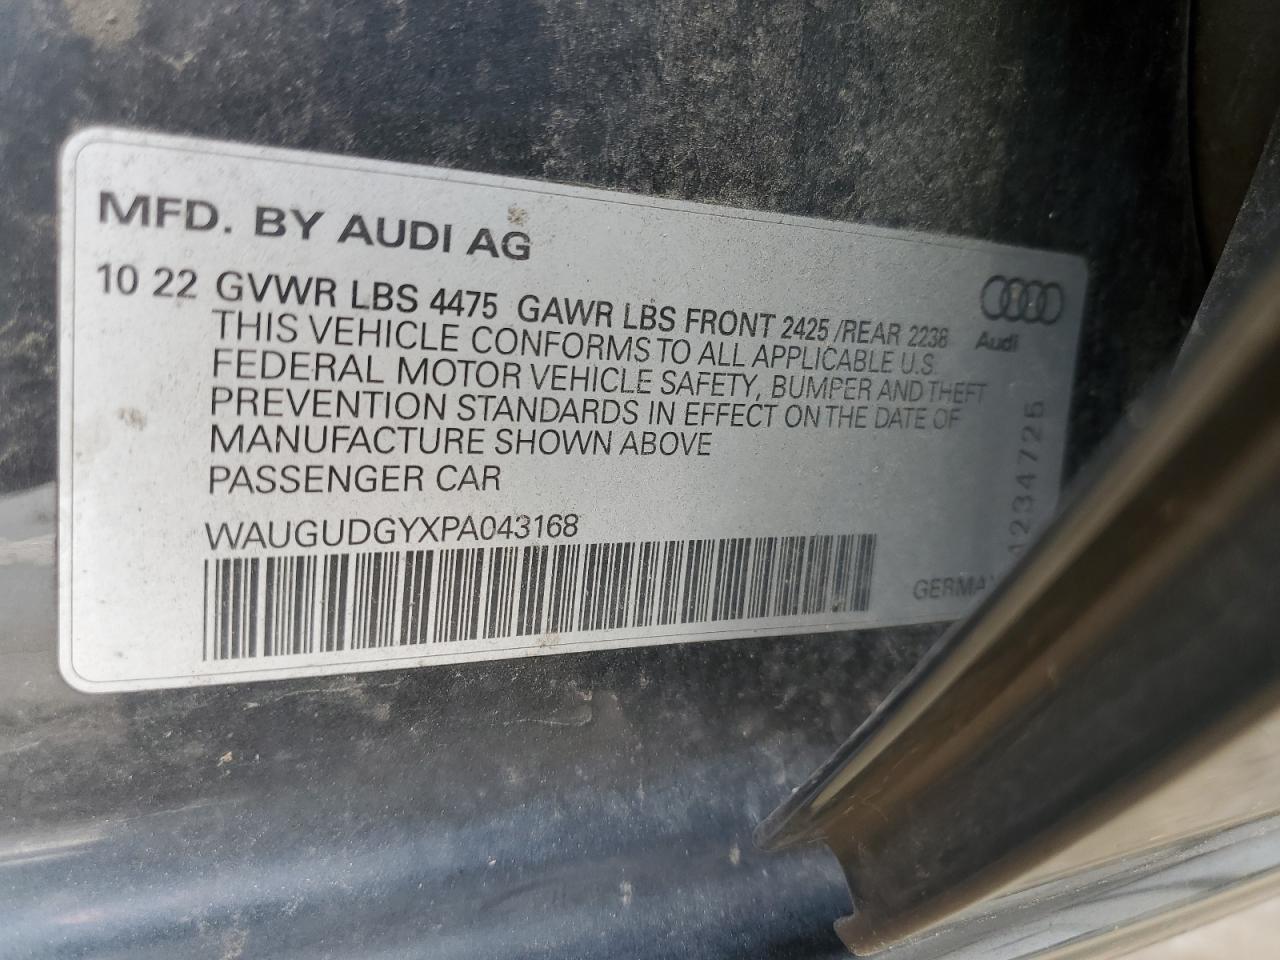 MFD. BY AUDI AG
10 22 GVWR LBS 4475 GAWR LBS FRONT 2425 /REAR 2238
THIS VEHICLE CONFORMS TO ALL APPLICABLE U.S.
FEDERAL MOTOR VEHICLE SAFETY, BUMPER AND THEFT
PREVENTION STANDARDS IN EFFECT ON THE DATE OF
MANUFACTURE SHOWN ABOVE
PASSENGER CAR
WAUGUDGYXPA043168
Audi